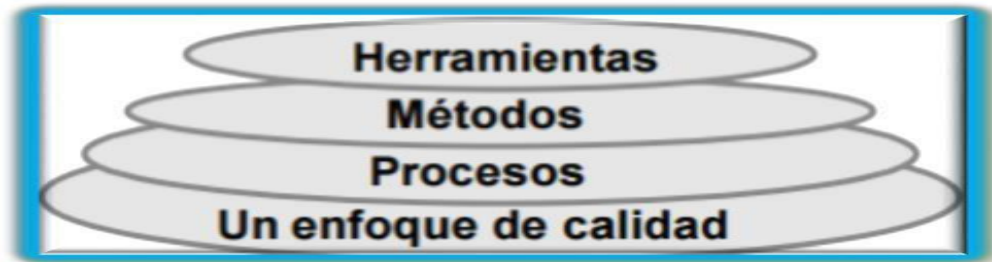 Herramientas
Métodos
Procesos
Un enfoque de calidad